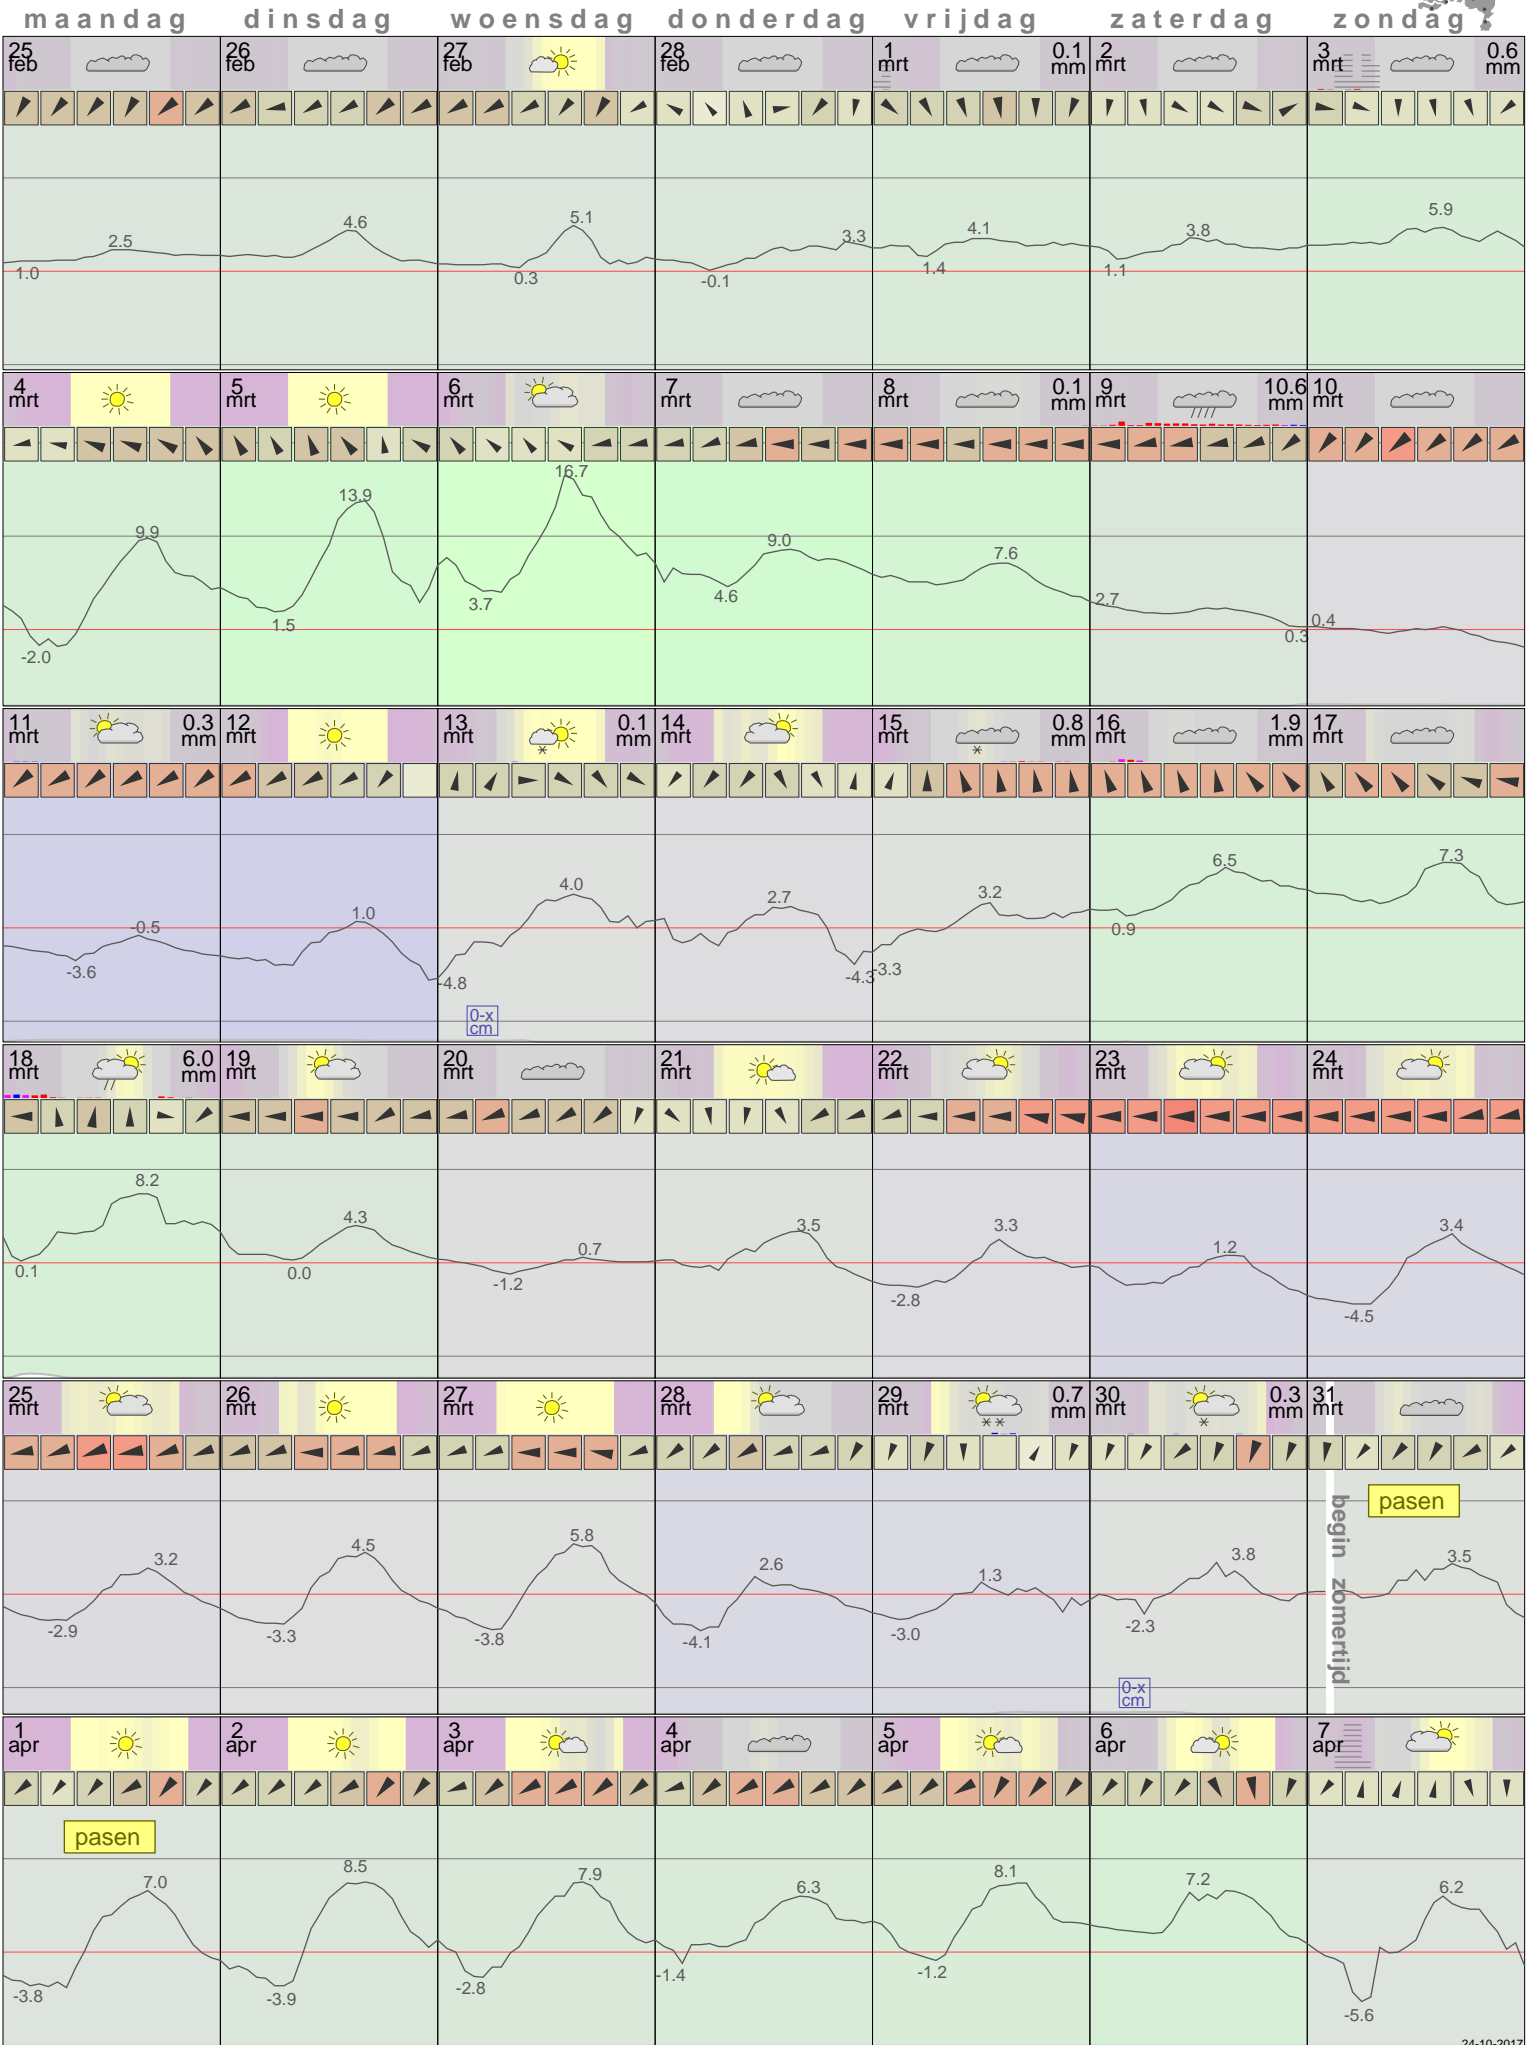 maandag dinsdag woensdag donderdag vrijdag zaterdag zondag
25 26 27 28 1 0.1 2 3 0.6
feb feb feb feb mrt mm mrt mrt mm
1.0 2.5 4.6 0.3 5.1 -0.1 3.3 1.4 4.1 1.1 3.8 5.9
4 5 6 7 8 0.1 9 10.6 10
mrt mrt mrt mrt mrt mm mrt mm mrt
-2.0 9.9 1.5 13.9 3.7 16.7 4.6 9.0 7.6 2.7 0.3 0.4
11 0.3 12 13 0.1 14 15 0.8 16 1.9 17
mrt mm mrt mrt mm mrt mrt mm mrt mm mrt
-3.6 -0.5 1.0 -4.8 4.0 2.7 -4.3 -3.3 3.2 0.9 6.5 7.3
0-x
cm
18 6.0 19 20 21 22 23 24
mrt mm mrt mrt mrt mrt mrt mrt
0.1 8.2 0.0 4.3 -1.2 0.7 3.5 -2.8 3.3 1.2 -4.5 3.4
25 26 27 28 29 0.7 30 0.3 31
mrt mrt mrt mrt mrt mm mrt mm mrt
pasen
begin zomertijd
-2.9 3.2 -3.3 4.5 -3.8 5.8 -4.1 2.6 -3.0 1.3 -2.3 3.8 3.5
0-x
cm
1 2 3 4 5 6 7
apr apr apr apr apr apr apr
pasen
-3.8 7.0 -3.9 8.5 -2.8 7.9 -1.4 6.3 -1.2 8.1 7.2 -5.6 6.2
24-10-2017